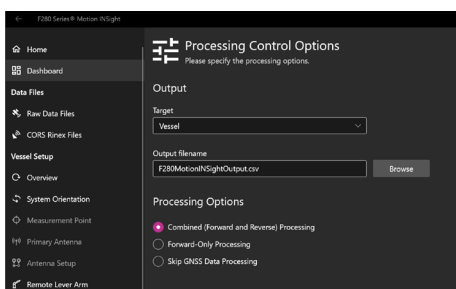 F280 Series® Motion INSight
Home
Dashboard
Data Files
Raw Data Files
CORS Rinex Files
Vessel Setup
Overview
System Orientation
Measurement Point
Primary Antenna
Antenna Setup
Remote Lever Arm
Processing Control Options
Please specify the processing options.
Output
Target
Vessel
Output filename
F280MotionINSightOutput.csv
Browse
Processing Options
Combined (Forward and Reverse) Processing
Forward-Only Processing
Skip GNSS Data Processing